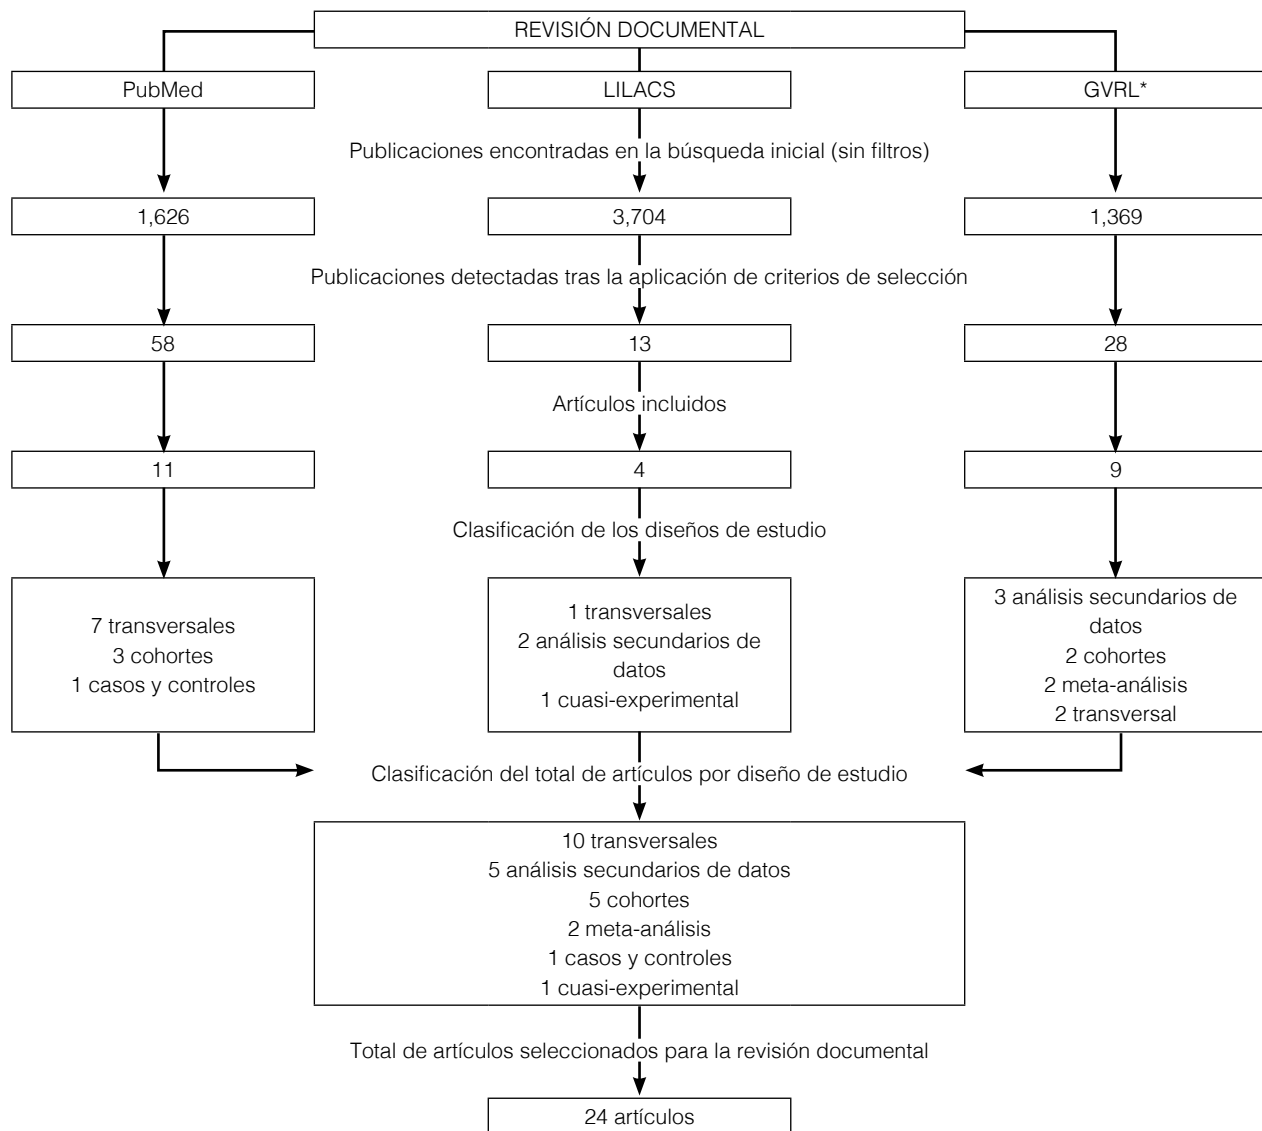 REVISIÓN DOCUMENTAL
PubMed
LILACS
GVRL*
Publicaciones encontradas en la búsqueda inicial (sin filtros)
1,626
3,704
1,369
Publicaciones detectadas tras la aplicación de criterios de selección
58
13
28
Artículos incluidos
11
4
9
Clasificación de los diseños de estudio
7 transversales
3 cohortes
1 casos y controles
1 transversales
2 análisis secundarios de
datos
1 cuasi-experimental
3 análisis secundarios de
datos
2 cohortes
2 meta-análisis
2 transversal
Clasificación del total de artículos por diseño de estudio
10 transversales
5 análisis secundarios de datos
5 cohortes
2 meta-análisis
1 casos y controles
1 cuasi-experimental
Total de artículos seleccionados para la revisión documental
24 artículos